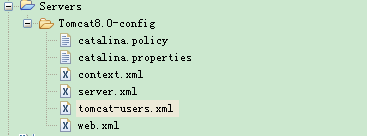 Servers
Tomcat8.0-config
catalina.policy
catalina.properties
context.xml
server.xml
tomcat-users.xml
web.xml